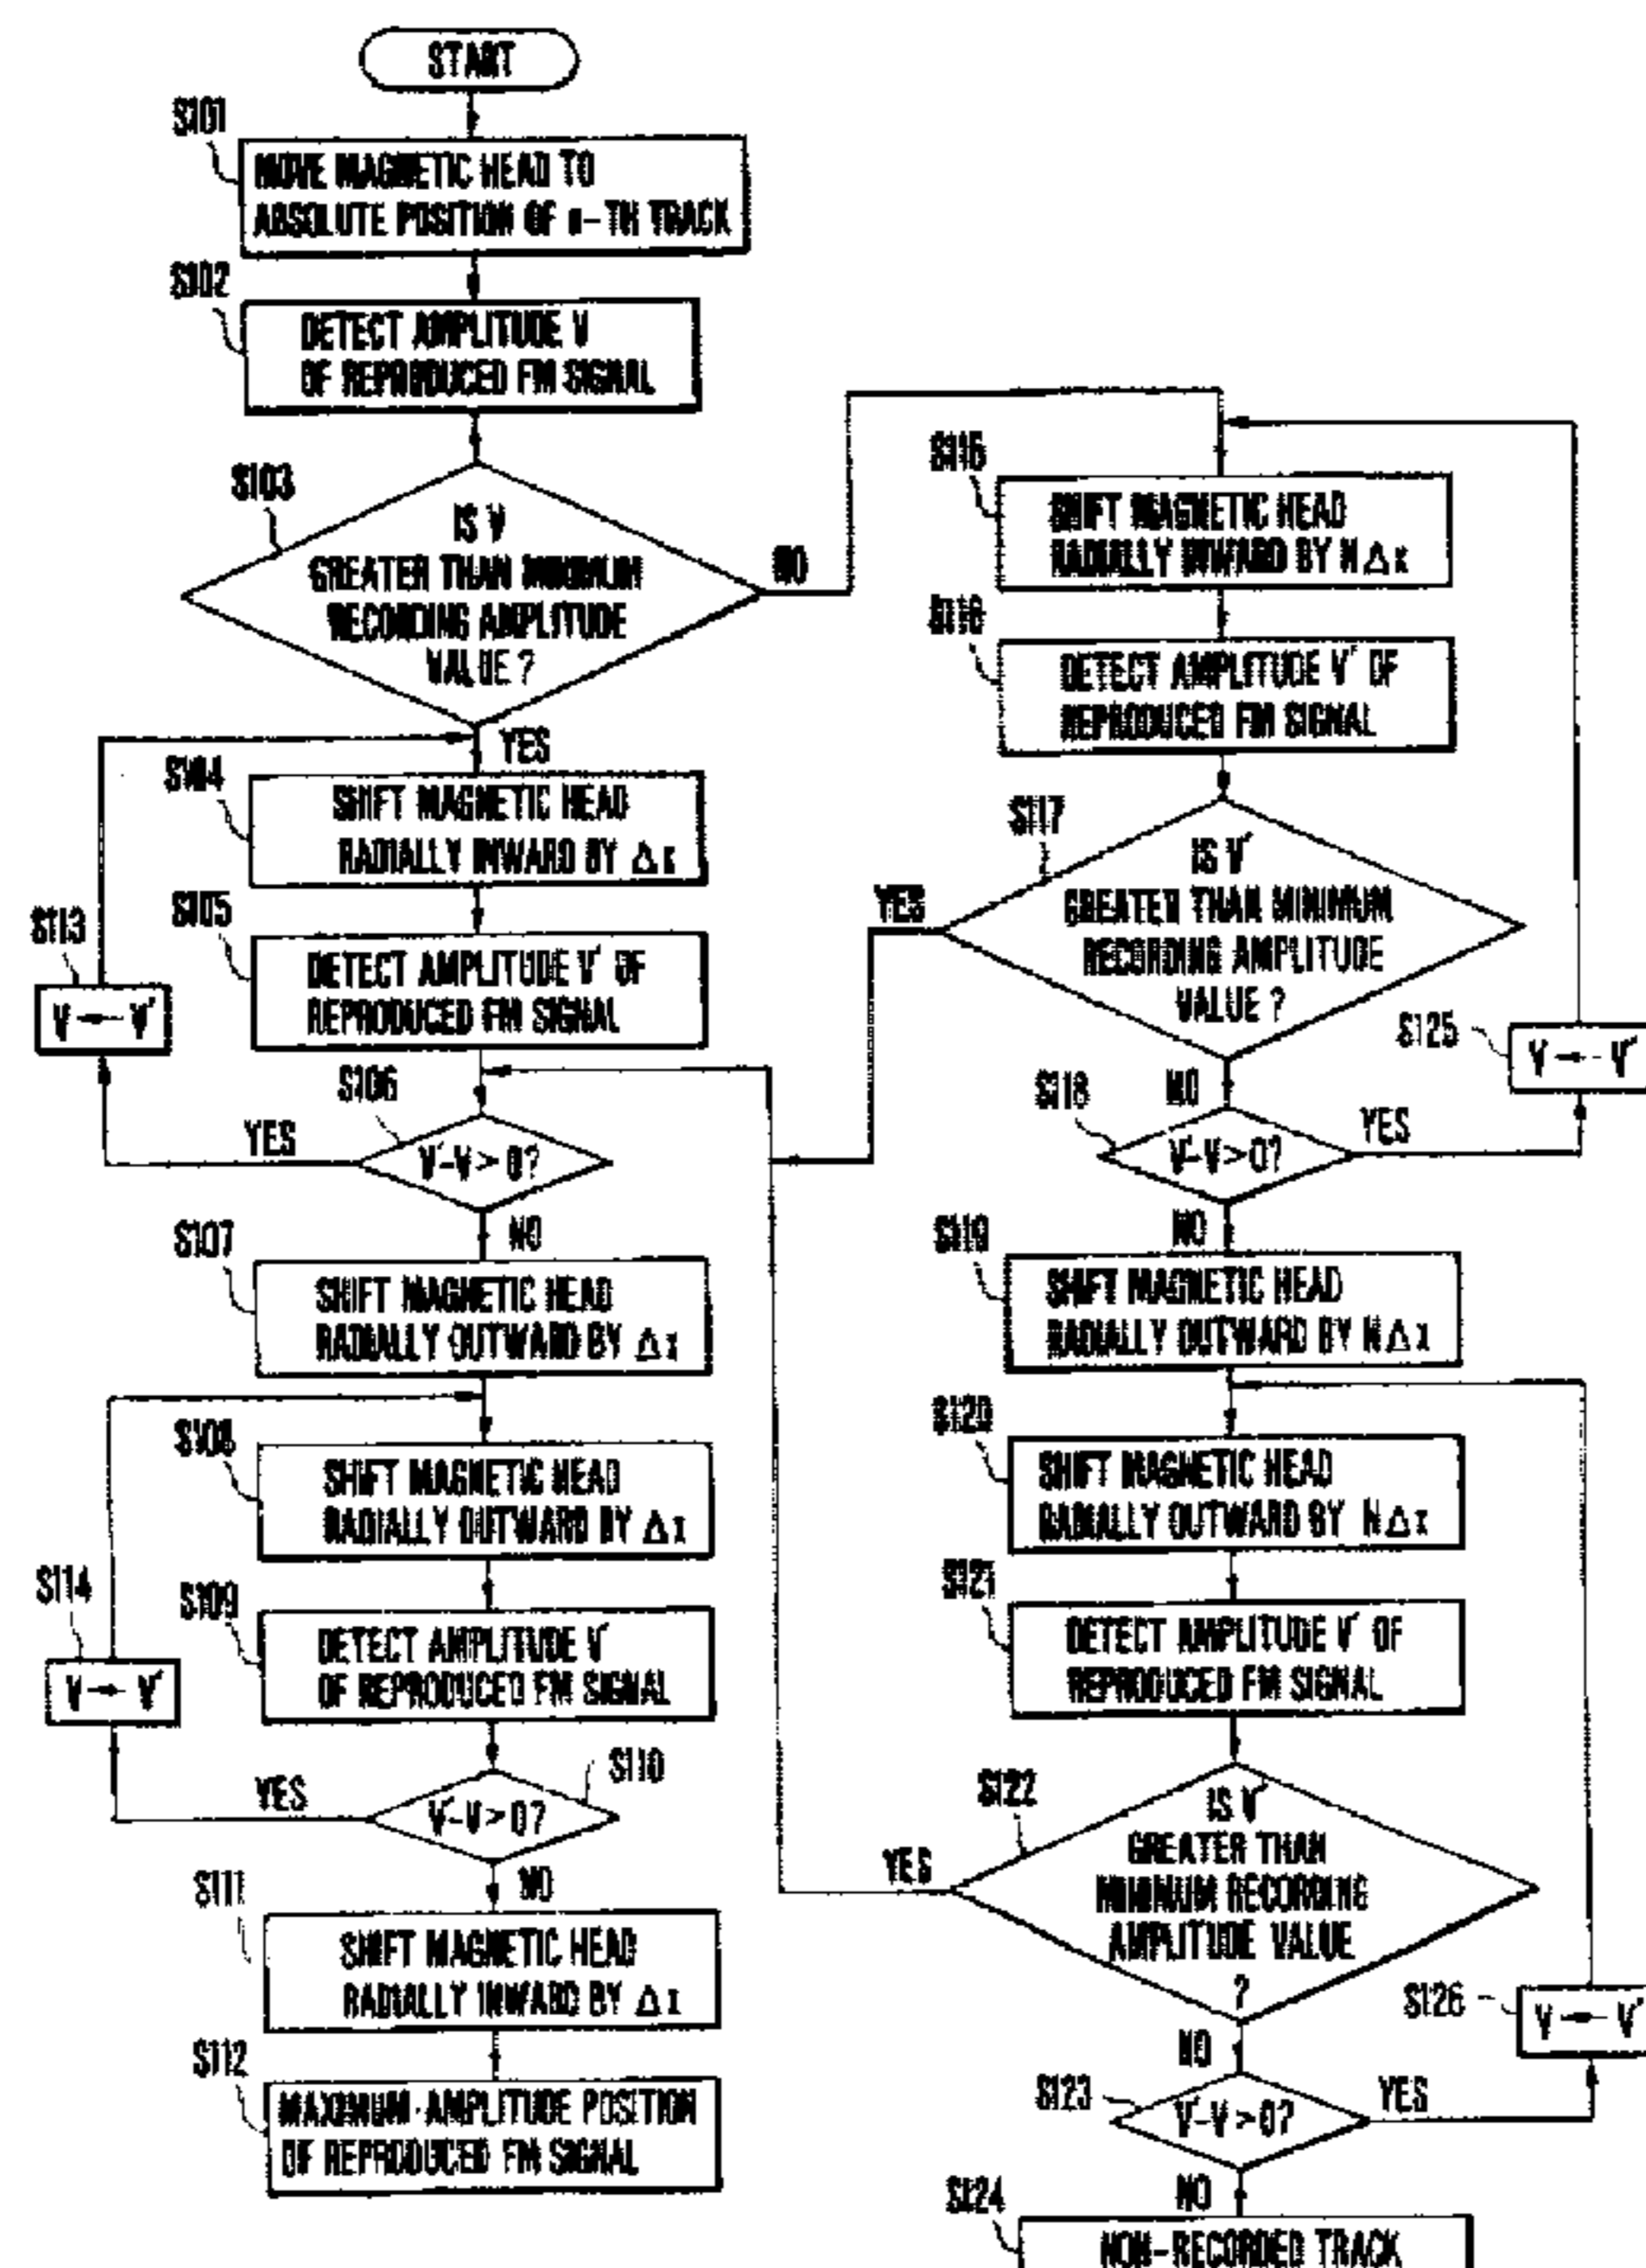 START
S101
MOVE MAGNETIC HEAD TO
ABSOLUTE POSITION OF n-TH TRACK
S102
DETECT AMPLITUDE V
OF REPRODUCED FM SIGNAL
S103
IS V
GREATER THAN MINIMUM
RECORDING AMPLITUDE
VALUE ?
NO
YES
S104
SHIFT MAGNETIC HEAD
RADIALLY INWARD BY Δx
S105
DETECT AMPLITUDE V' OF
REPRODUCED FM SIGNAL
S113
V ← V'
S106
YES
V'-V > 0?
NO
S107
SHIFT MAGNETIC HEAD
RADIALLY OUTWARD BY Δx
S108
SHIFT MAGNETIC HEAD
RADIALLY OUTWARD BY Δx
S114
V ← V'
S109
DETECT AMPLITUDE V'
OF REPRODUCED FM SIGNAL
S110
YES
V'-V > 0?
NO
S111
SHIFT MAGNETIC HEAD
RADIALLY INWARD BY Δx
S112
MAXIMUM-AMPLITUDE POSITION
OF REPRODUCED FM SIGNAL
S115
SHIFT MAGNETIC HEAD
RADIALLY INWARD BY NΔx
S116
DETECT AMPLITUDE V' OF
REPRODUCED FM SIGNAL
S117
IS V'
GREATER THAN MINIMUM
RECORDING AMPLITUDE
VALUE ?
YES
NO
S125
V ← V'
S118
V'-V > 0?
YES
NO
S119
SHIFT MAGNETIC HEAD
RADIALLY OUTWARD BY NΔx
S120
SHIFT MAGNETIC HEAD
RADIALLY OUTWARD BY NΔx
S121
DETECT AMPLITUDE V' OF
REPRODUCED FM SIGNAL
S122
IS V'
GREATER THAN
MINIMUM RECORDING
AMPLITUDE VALUE
?
YES
NO
S126
V ← V'
S123
V'-V > 0?
YES
NO
S124
NON-RECORDED TRACK